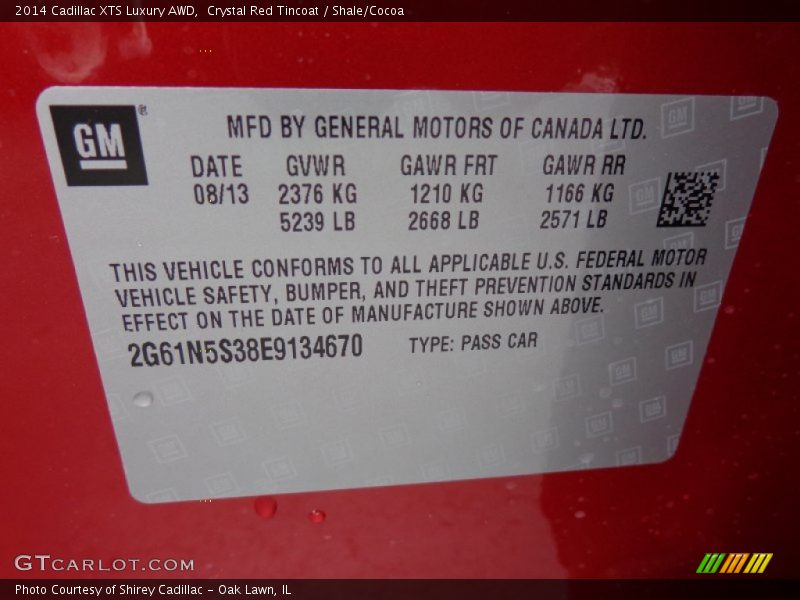 2014 Cadillac XTS Luxury AWD,  Crystal Red Tincoat / Shale/Cocoa
GM ®
MFD BY GENERAL MOTORS OF CANADA LTD.
DATE GVWR GAWR FRT GAWR RR
08/13 2376 KG 1210 KG 1166 KG
5239 LB 2668 LB 2571 LB
THIS VEHICLE CONFORMS TO ALL APPLICABLE U.S. FEDERAL MOTOR
VEHICLE SAFETY, BUMPER, AND THEFT PREVENTION STANDARDS IN
EFFECT ON THE DATE OF MANUFACTURE SHOWN ABOVE.
2G61N5S38E9134670 TYPE: PASS CAR
GTCARLOT.COM
Photo Courtesy of Shirey Cadillac - Oak Lawn, IL